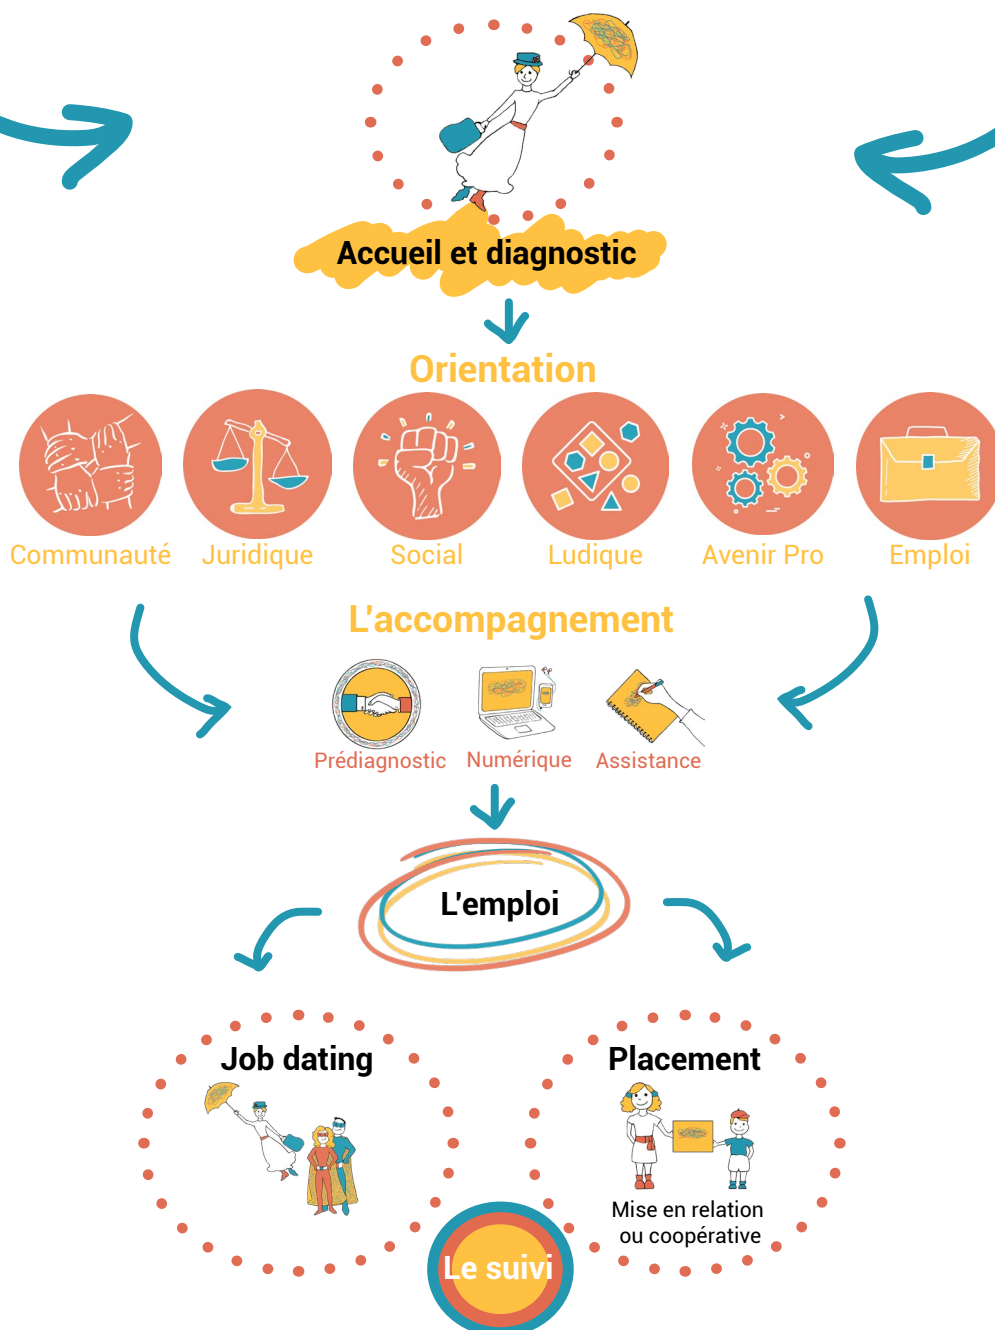 Accueil et diagnostic
Orientation
Communauté Juridique Social Ludique Avenir Pro Emploi
L'accompagnement
Prédiagnostic Numérique Assistance
L'emploi
Job dating
Placement
Mise en relation
ou coopérative
Le suivi